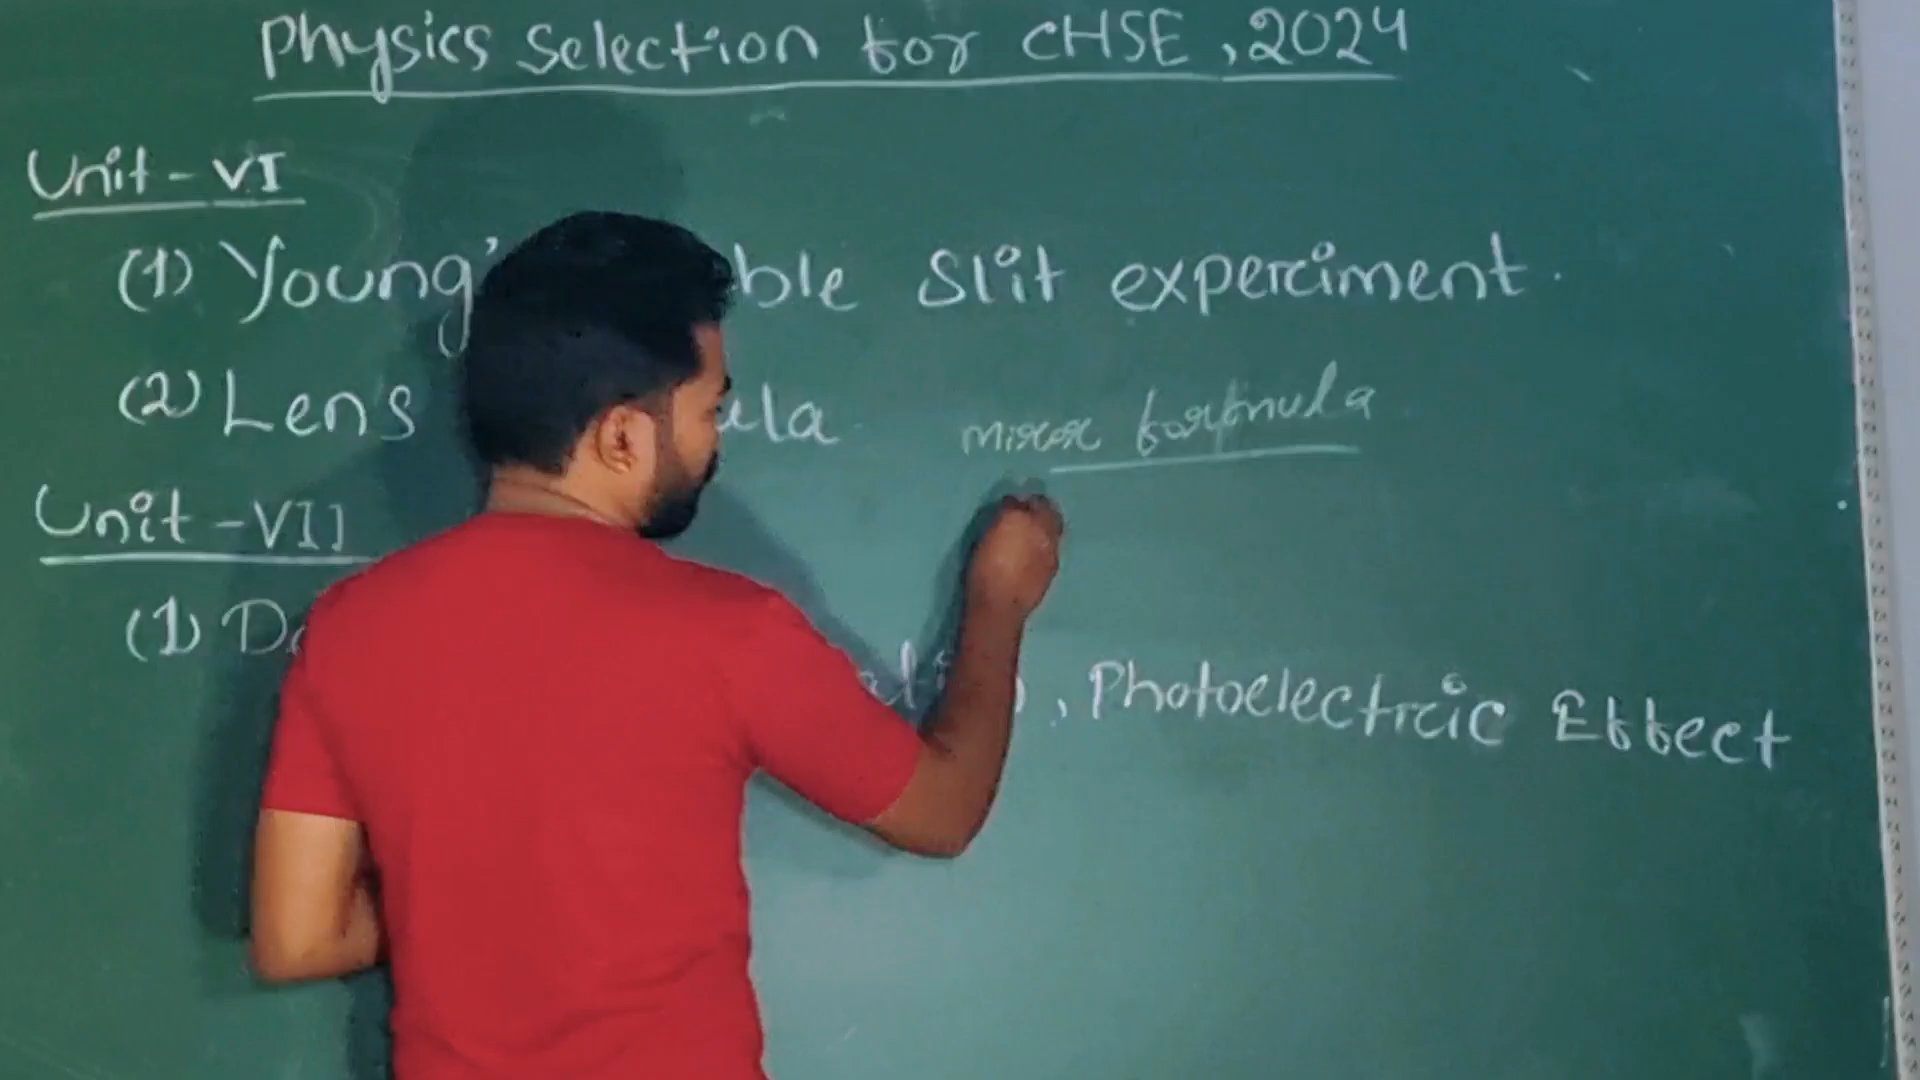 Physics Selection for CHSE, 2024
Unit - VI
(1) Young' ble Slit experiment.
(2) Lens ula mirror formula
Unit - VII
(1) , Photoelectric Effect